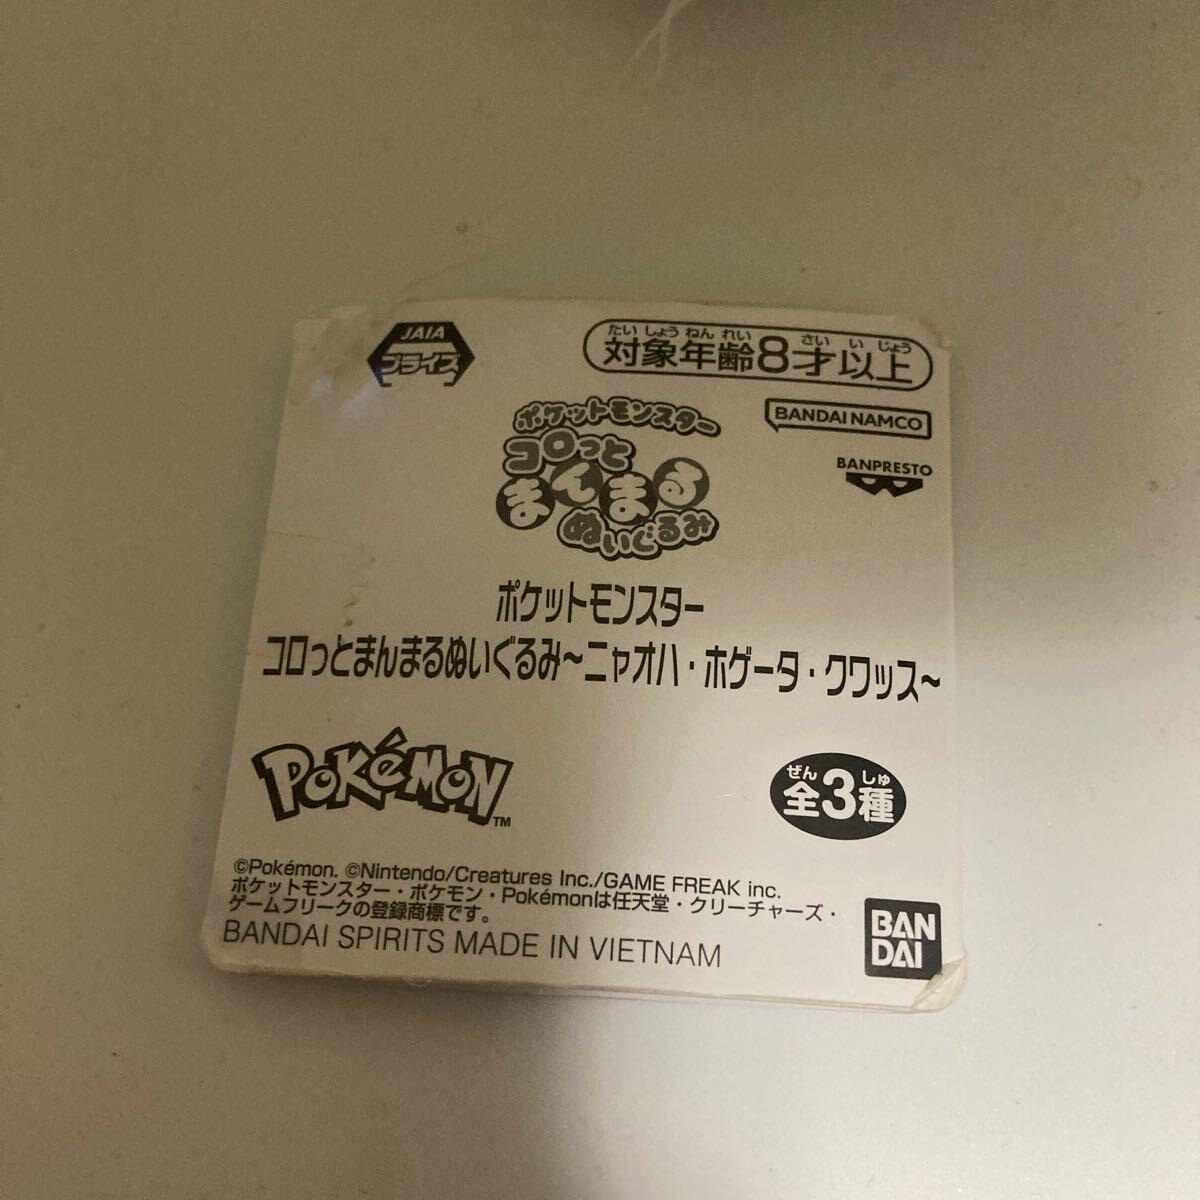 JAIA
プライズ
たいしょうねんれい さいいじょう
対象年齢8才以上
BANDAI NAMCO
BANPRESTO
ポケットモンスター
コロっと
まんまる
ぬいぐるみ
ポケットモンスター
コロっとまんまるぬいぐるみ～ニャオハ・ホゲータ・クワッス～
POKéMON™
ぜん しゅ
全3種
©Pokémon. ©Nintendo/Creatures Inc./GAME FREAK inc.
ポケットモンスター・ポケモン・Pokémonは任天堂・クリーチャーズ・
ゲームフリークの登録商標です。
BANDAI SPIRITS MADE IN VIETNAM
BAN
DAI